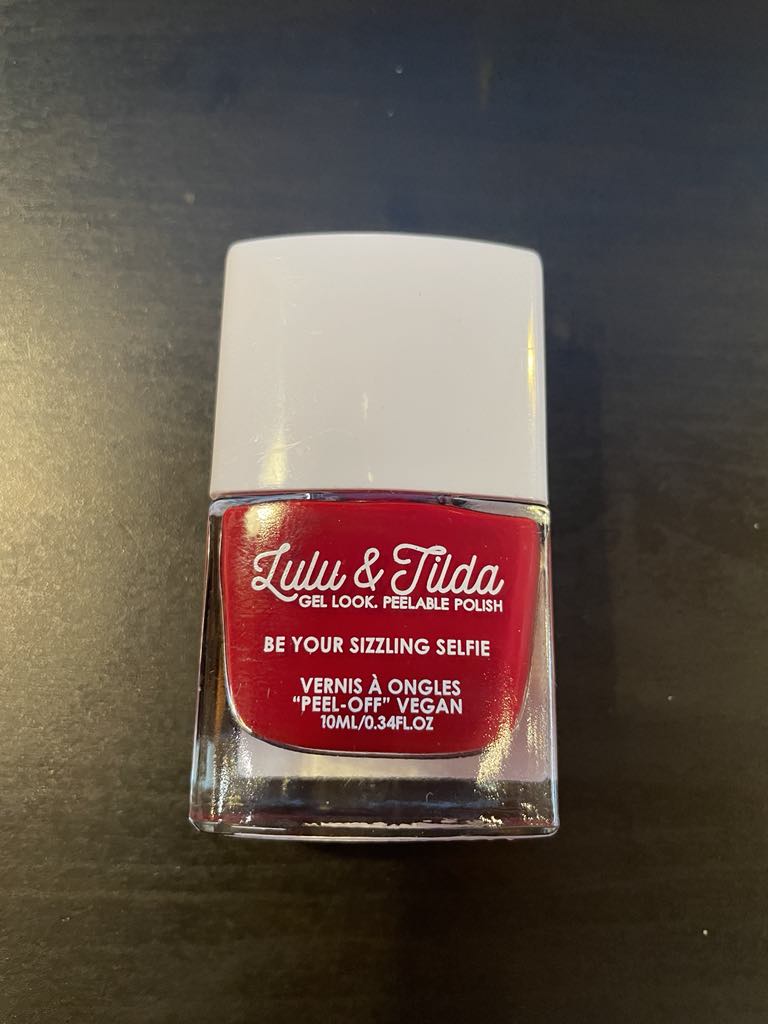 Lulu & Tilda
GEL LOOK. PEELABLE POLISH
BE YOUR SIZZLING SELFIE
VERNIS À ONGLES
“PEEL-OFF” VEGAN
10ML/0.34FL.OZ